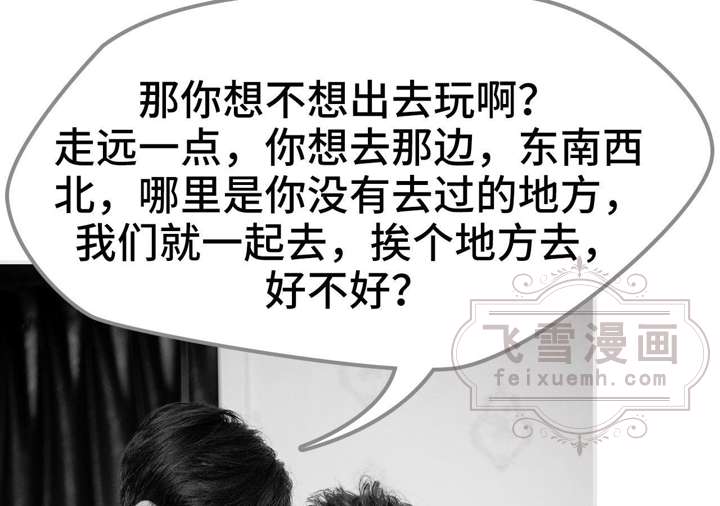 那你想不想出去玩啊？
走远一点，你想去那边，东南西
北，哪里是你没有去过的地方，
我们就一起去，挨个地方去，
好不好？
飞雪漫画
feixuemh.com